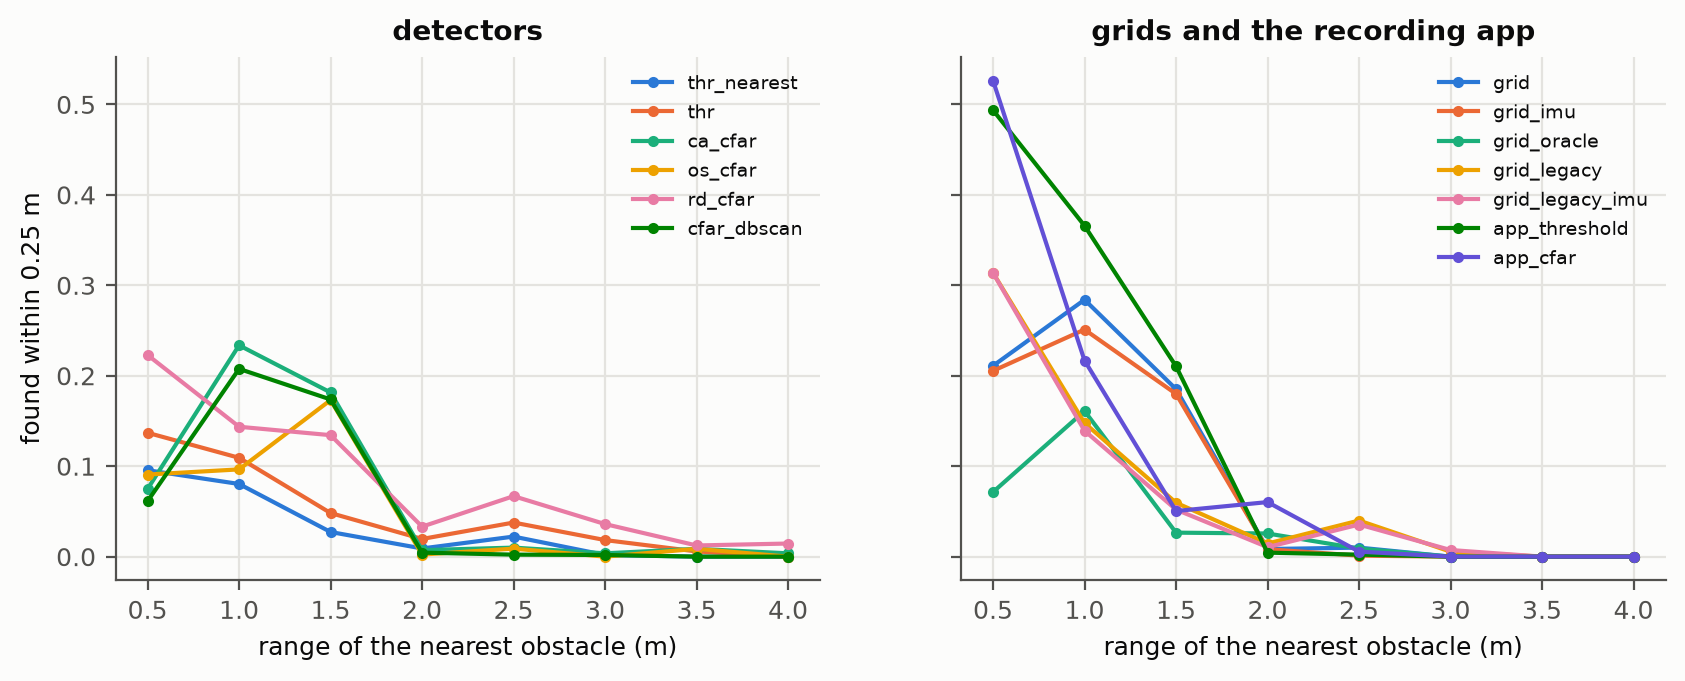 detectors
found within 0.25 m
0.5
0.4
0.3
0.2
0.1
0.0
thr_nearest
thr
ca_cfar
os_cfar
rd_cfar
cfar_dbscan
0.5 1.0 1.5 2.0 2.5 3.0 3.5 4.0
range of the nearest obstacle (m)
grids and the recording app
grid
grid_imu
grid_oracle
grid_legacy
grid_legacy_imu
app_threshold
app_cfar
0.5 1.0 1.5 2.0 2.5 3.0 3.5 4.0
range of the nearest obstacle (m)